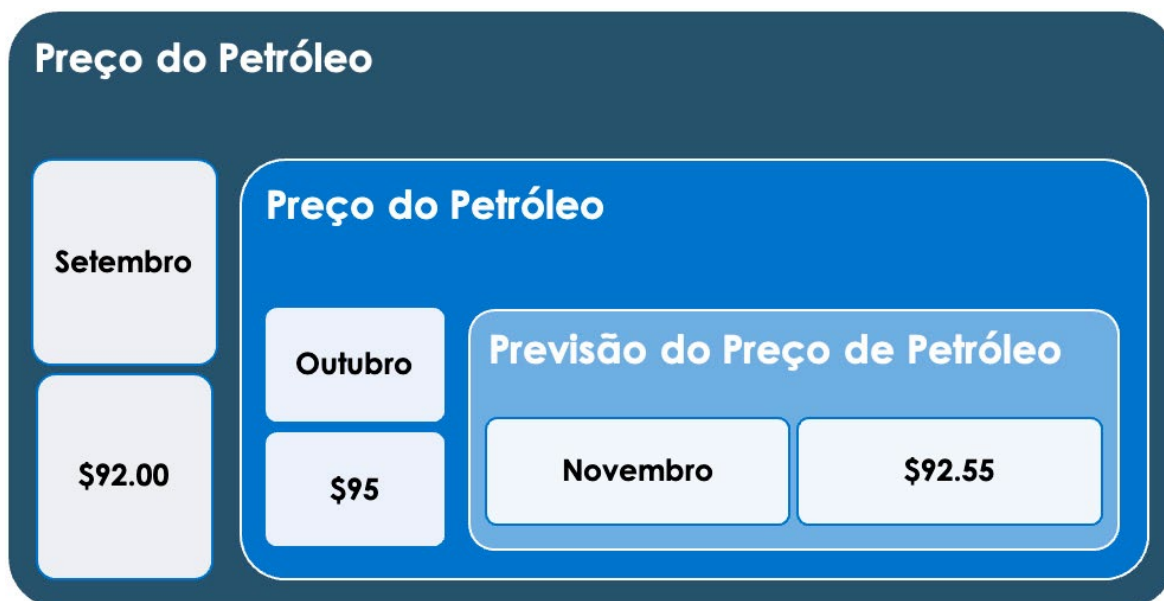 Preço do Petróleo
Setembro
$92.00
Preço do Petróleo
Outubro
$95
Previsão do Preço de Petróleo
Novembro
$92.55